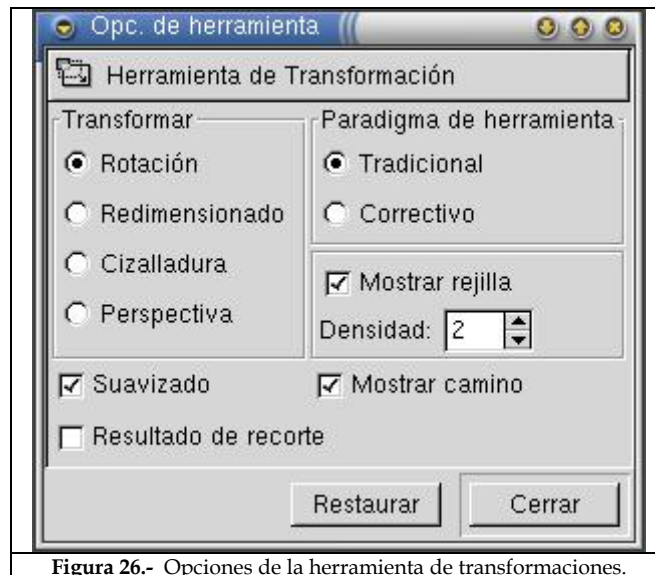 Opc. de herramienta
Herramienta de Transformación
Transformar
Rotación
Redimensionado
Cizalladura
Perspectiva
Paradigma de herramienta
Tradicional
Correctivo
Mostrar rejilla
Densidad: 2
Suavizado
Mostrar camino
Resultado de recorte
Restaurar
Cerrar
Figura 26.- Opciones de la herramienta de transformaciones.